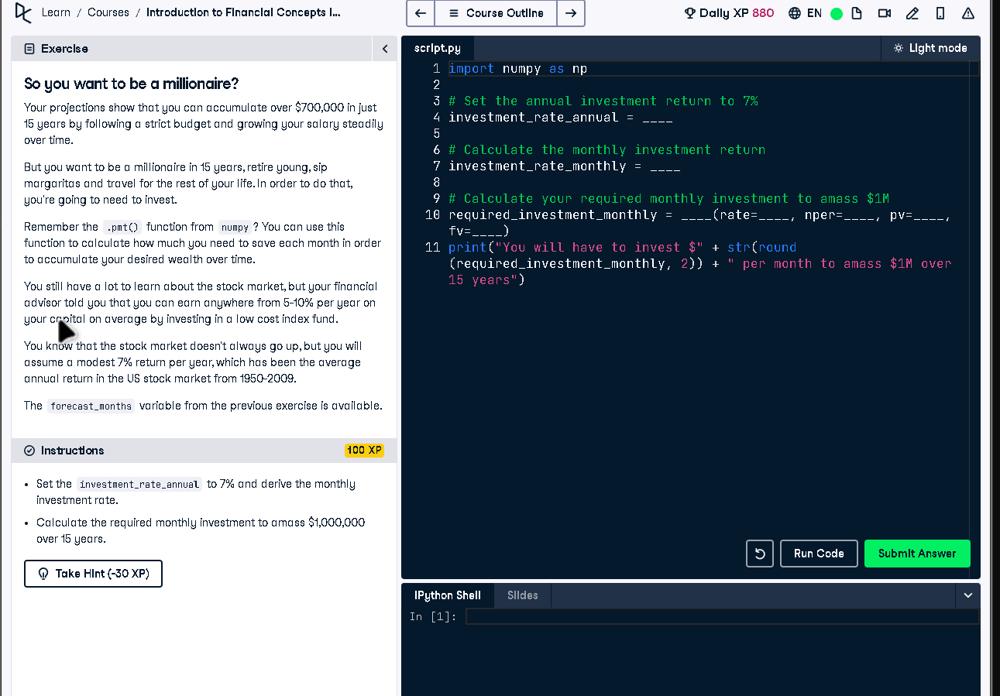 Learn / Courses / Introduction to Financial Concepts i...
Course Outline
Daily XP 880
EN
Exercise
So you want to be a millionaire?
Your projections show that you can accumulate over $700,000 in just
15 years by following a strict budget and growing your salary steadily
over time.
But you want to be a millionaire in 15 years, retire young, sip
margaritas and travel for the rest of your life. In order to do that,
you're going to need to invest.
Remember the .pmt() function from numpy? You can use this
function to calculate how much you need to save each month in order
to accumulate your desired wealth over time.
You still have a lot to learn about the stock market, but your financial
advisor told you that you can earn anywhere from 5-10% per year on
your capital on average by investing in a low cost index fund.
You know that the stock market doesn't always go up, but you will
assume a modest 7% return per year, which has been the average
annual return in the US stock market from 1950-2009.
The forecast_months variable from the previous exercise is available.
Instructions
100 XP
• Set the investment_rate_annual to 7% and derive the monthly
investment rate.
• Calculate the required monthly investment to amass $1,000,000
over 15 years.
Take Hint (-30 XP)
script.py
Light mode
1 import numpy as np
2
3 # Set the annual investment return to 7%
4 investment_rate_annual = ____
5
6 # Calculate the monthly investment return
7 investment_rate_monthly = ____
8
9 # Calculate your required monthly investment to amass $1M
10 required_investment_monthly = ____(rate=____, nper=____, pv=____,
fv=____)
11 print("You will have to invest $" + str(round
(required_investment_monthly, 2)) + " per month to amass $1M over
15 years")
Run Code
Submit Answer
IPython Shell
Slides
In [1]: